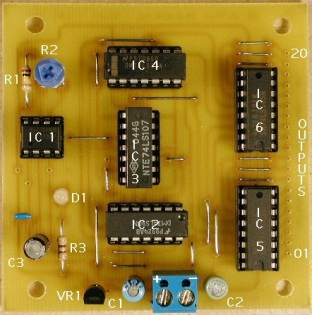 R2
R1
IC 4
20
IC 1
IC 3
P44G
NTE74LS107
IC 6
OUTPUTS
D1
IC 2
IC 5
R3
C3
01
VR1
C1
+
-
C2